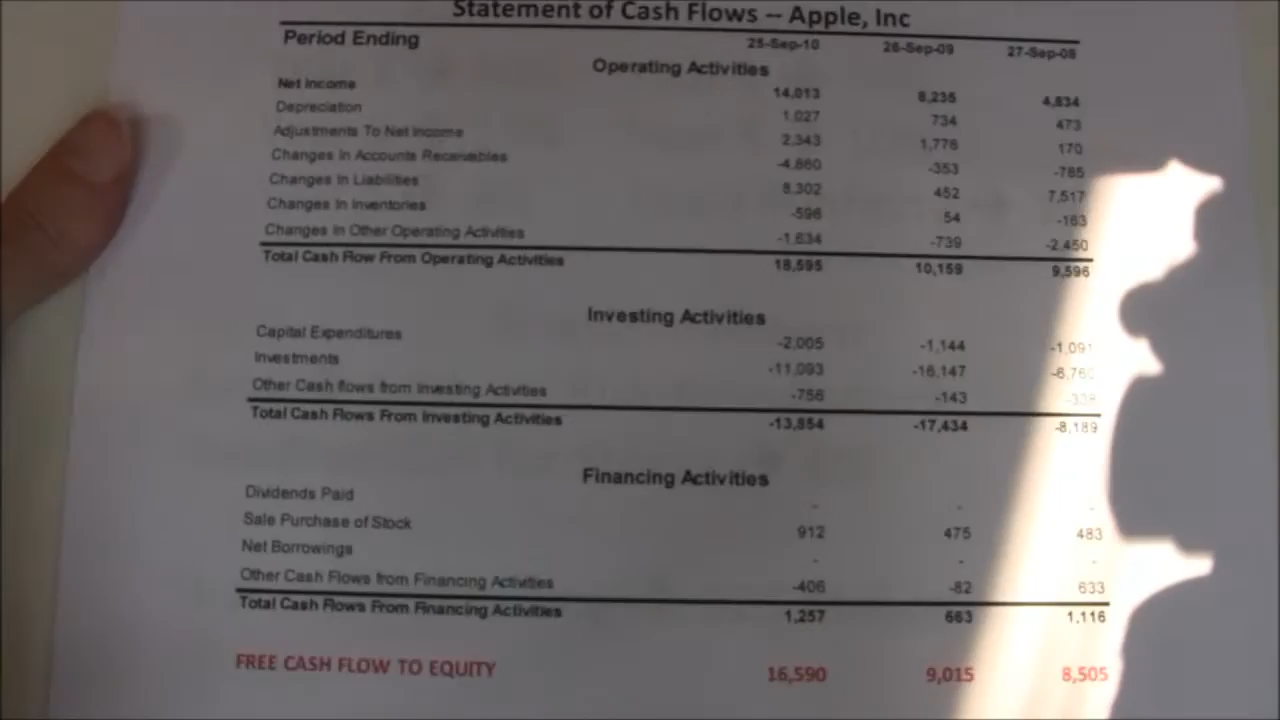 Statement of Cash Flows -- Apple, Inc
Period Ending 25-Sep-10 26-Sep-09 27-Sep-08
Operating Activities
Net Income 14,013 8,235 4,834
Depreciation 1,027 734 473
Adjustments To Net Income 2,343 1,776 170
Changes In Accounts Receivables -4,860 -353 -785
Changes In Liabilities 8,302 452 7,517
Changes In Inventories -596 54 -163
Changes In Other Operating Activities -1,634 -739 -2,450
Total Cash Flow From Operating Activities 18,595 10,159 9,596
Investing Activities
Capital Expenditures -2,005 -1,144 -1,091
Investments -11,093 -16,147 -6,760
Other Cash flows from Investing Activities -756 -143
Total Cash Flows From Investing Activities -13,854 -17,434 -8,189
Financing Activities
Dividends Paid - - -
Sale Purchase of Stock 912 475 483
Net Borrowings - - -
Other Cash Flows from Financing Activities -406 -82 633
Total Cash Flows From Financing Activities 1,257 663 1,116
FREE CASH FLOW TO EQUITY 16,590 9,015 8,505